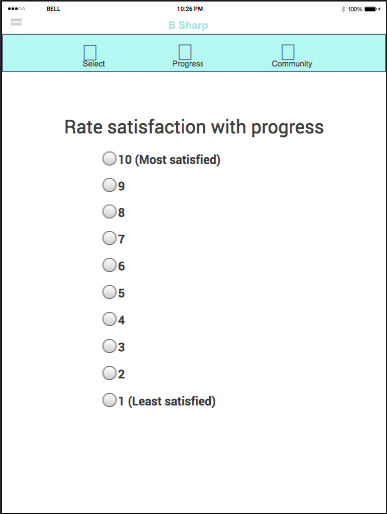 BELL 10:26 PM 100%
B Sharp
Select Progress Community
Rate satisfaction with progress
10 (Most satisfied)
9
8
7
6
5
4
3
2
1 (Least satisfied)